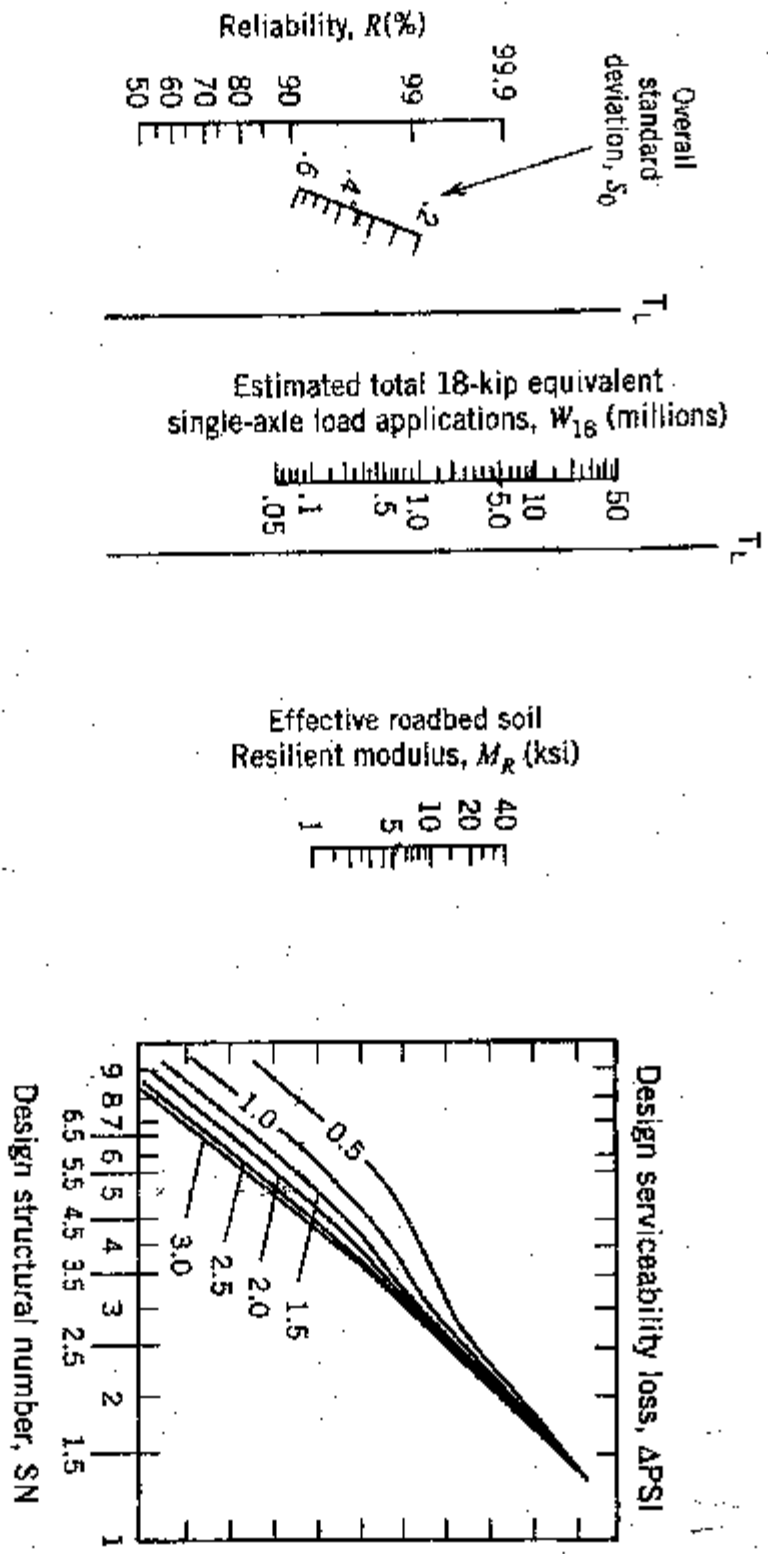 Reliability, R(%)
99.9
99
90
80
70
60
50
Overall
standard
deviation, S₀
.2
.4
.6
T_L
Estimated total 18-kip equivalent
single-axle load applications, W₁₈ (millions)
50
10
5.0
1.0
.5
.1
.05
T_L
Effective roadbed soil
Resilient modulus, M_R (ksi)
40
20
10
5
1
Design serviceability loss, ΔPSI
0.5
1.0
1.5
2.0
2.5
3.0
9 8 7 6 5 4 3 2 1
6.5 5.5 4.5 3.5 2.5 1.5
Design structural number, SN